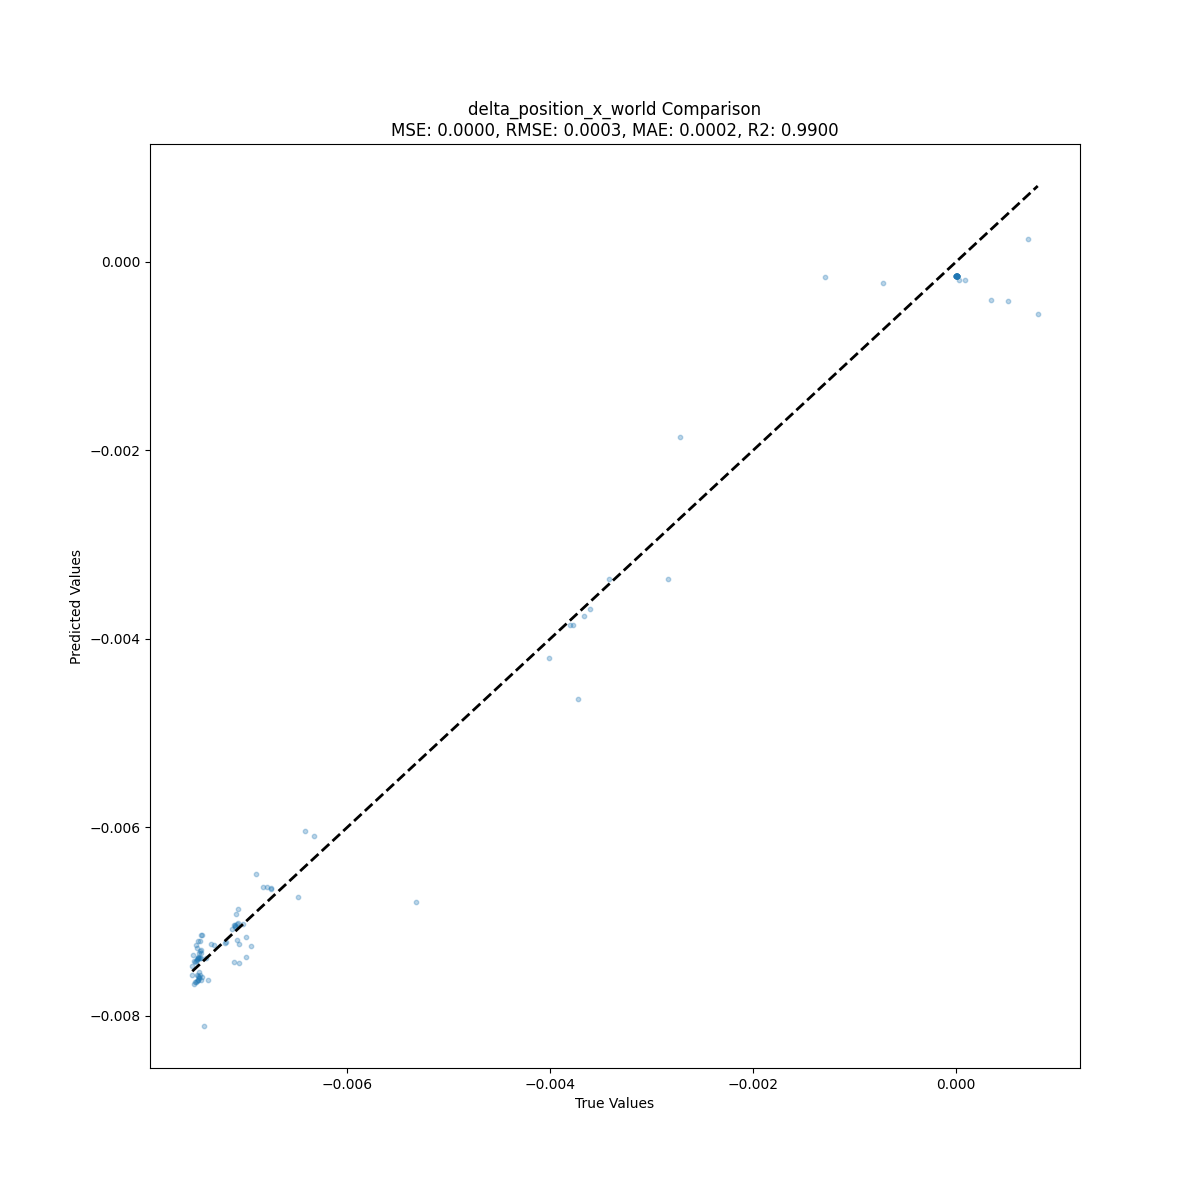 delta_position_x_world Comparison
MSE: 0.0000, RMSE: 0.0003, MAE: 0.0002, R2: 0.9900
0.000
−0.002
−0.004
−0.006
−0.008
Predicted Values
−0.006
−0.004
−0.002
0.000
True Values